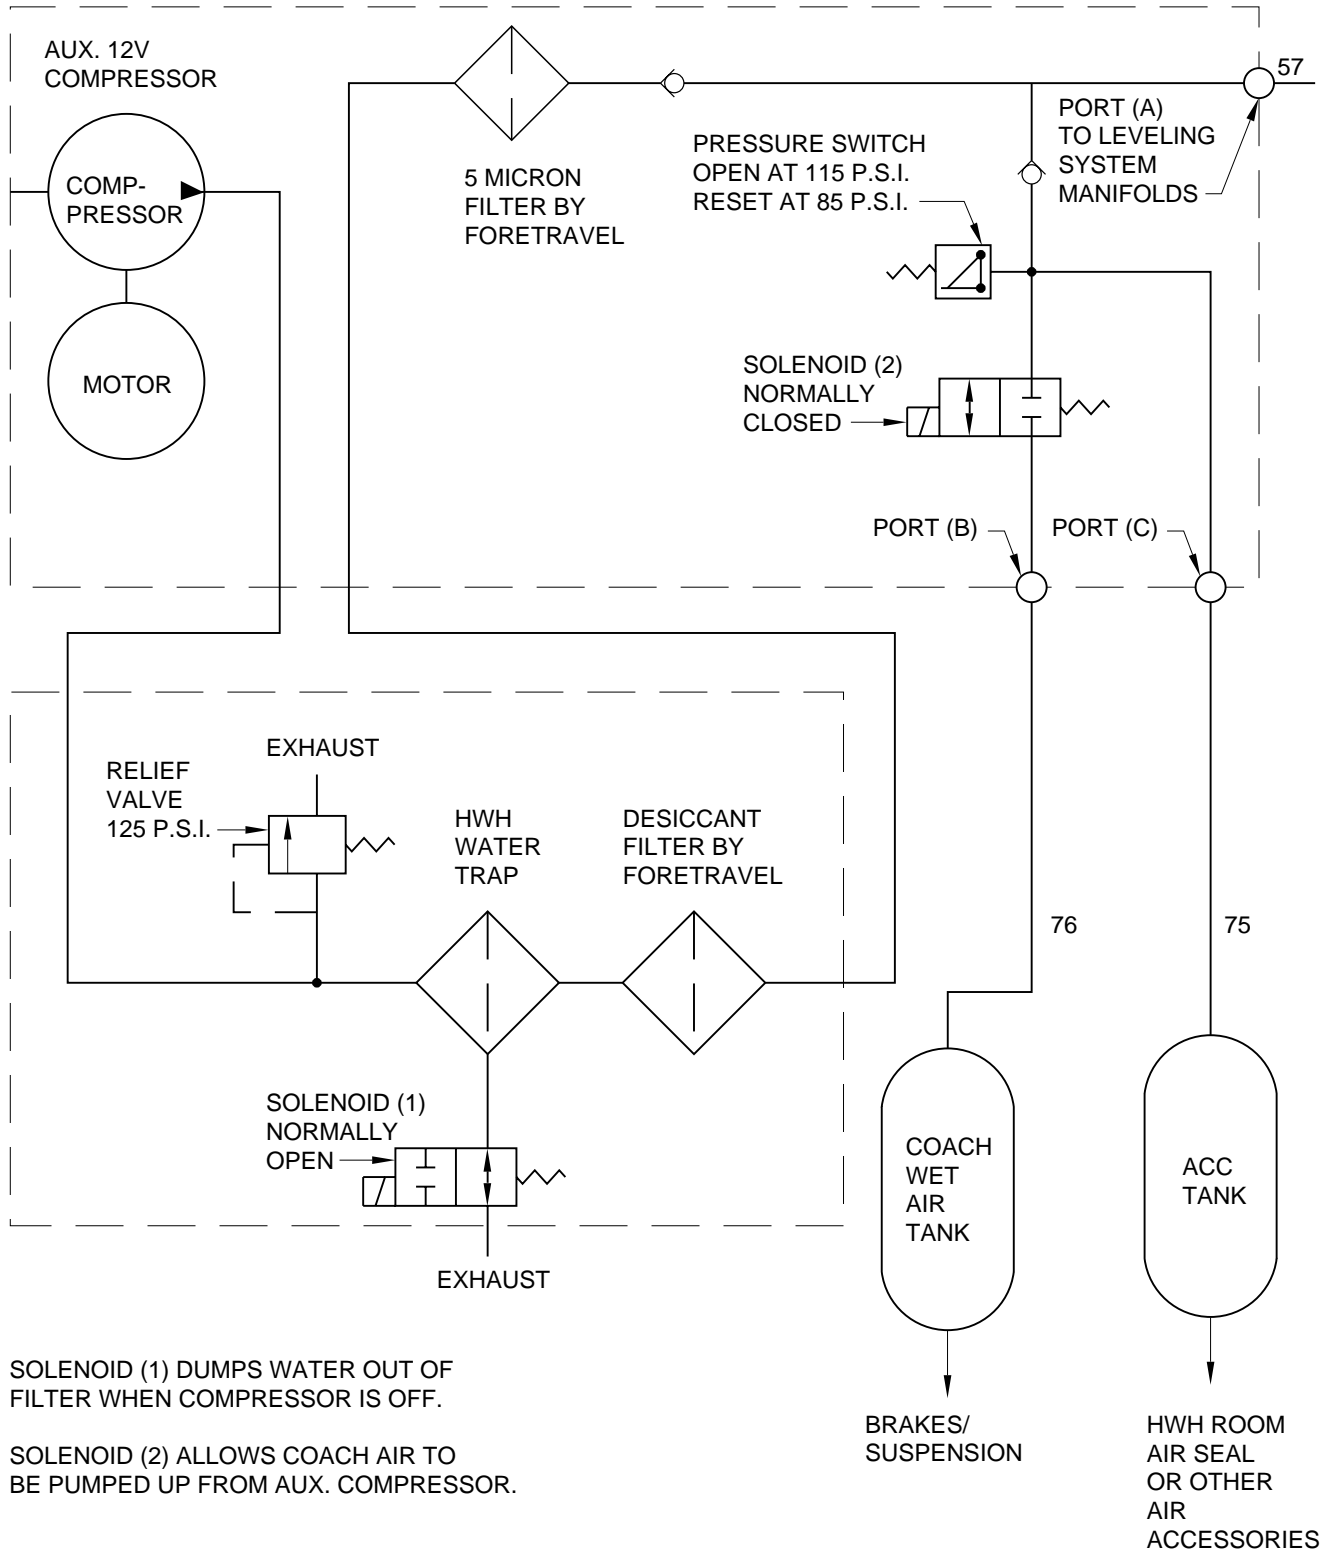 AUX. 12V
COMPRESSOR
COMP-
PRESSOR
MOTOR
5 MICRON
FILTER BY
FORETRAVEL
PRESSURE SWITCH
OPEN AT 115 P.S.I.
RESET AT 85 P.S.I.
57
PORT (A)
TO LEVELING
SYSTEM
MANIFOLDS
SOLENOID (2)
NORMALLY
CLOSED
PORT (B)
PORT (C)
EXHAUST
RELIEF
VALVE
125 P.S.I.
HWH
WATER
TRAP
DESICCANT
FILTER BY
FORETRAVEL
76
75
SOLENOID (1)
NORMALLY
OPEN
EXHAUST
COACH
WET
AIR
TANK
ACC
TANK
SOLENOID (1) DUMPS WATER OUT OF
FILTER WHEN COMPRESSOR IS OFF.
SOLENOID (2) ALLOWS COACH AIR TO
BE PUMPED UP FROM AUX. COMPRESSOR.
BRAKES/
SUSPENSION
HWH ROOM
AIR SEAL
OR OTHER
AIR
ACCESSORIES